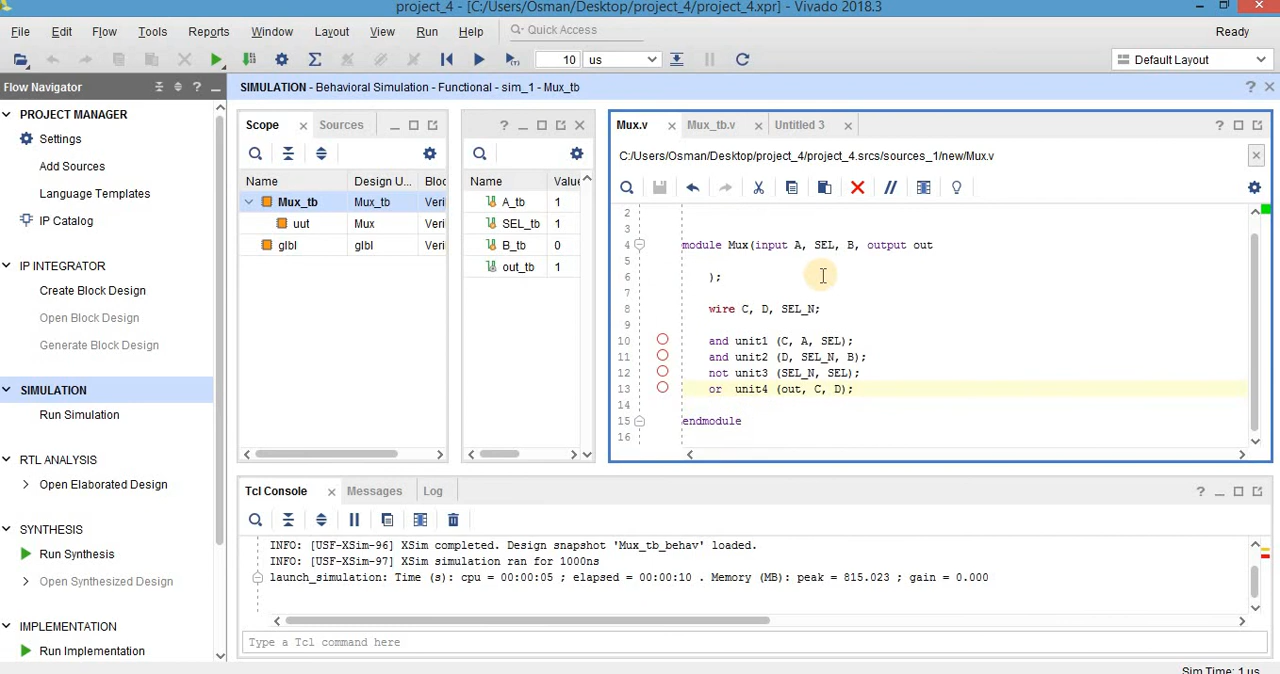 project_4 - [C:/Users/Osman/Desktop/project_4/project_4.xpr] - Vivado 2018.3
File Edit Flow Tools Reports Window Layout View Run Help Quick Access Ready
10 us Default Layout
Flow Navigator
SIMULATION - Behavioral Simulation - Functional - sim_1 - Mux_tb
PROJECT MANAGER
Settings
Add Sources
Language Templates
IP Catalog
IP INTEGRATOR
Create Block Design
Open Block Design
Generate Block Design
SIMULATION
Run Simulation
RTL ANALYSIS
Open Elaborated Design
SYNTHESIS
Run Synthesis
Open Synthesized Design
IMPLEMENTATION
Run Implementation
Scope Sources
Name Design U... Bloc
Mux_tb Mux_tb Veri
uut Mux Veri
glbl glbl Veri
Name Value
A_tb 1
SEL_tb 1
B_tb 0
out_tb 1
Mux.v Mux_tb.v Untitled 3
C:/Users/Osman/Desktop/project_4/project_4.srcs/sources_1/new/Mux.v
2
3
4 module Mux(input A, SEL, B, output out
5
6 );
7
8 wire C, D, SEL_N;
9
10 and unit1 (C, A, SEL);
11 and unit2 (D, SEL_N, B);
12 not unit3 (SEL_N, SEL);
13 or unit4 (out, C, D);
14
15 endmodule
16
Tcl Console Messages Log
INFO: [USF-XSim-96] XSim completed. Design snapshot 'Mux_tb_behav' loaded.
INFO: [USF-XSim-97] XSim simulation ran for 1000ns
launch_simulation: Time (s): cpu = 00:00:05 ; elapsed = 00:00:10 . Memory (MB): peak = 815.023 ; gain = 0.000
Type a Tcl command here
Sim Time: 1 us